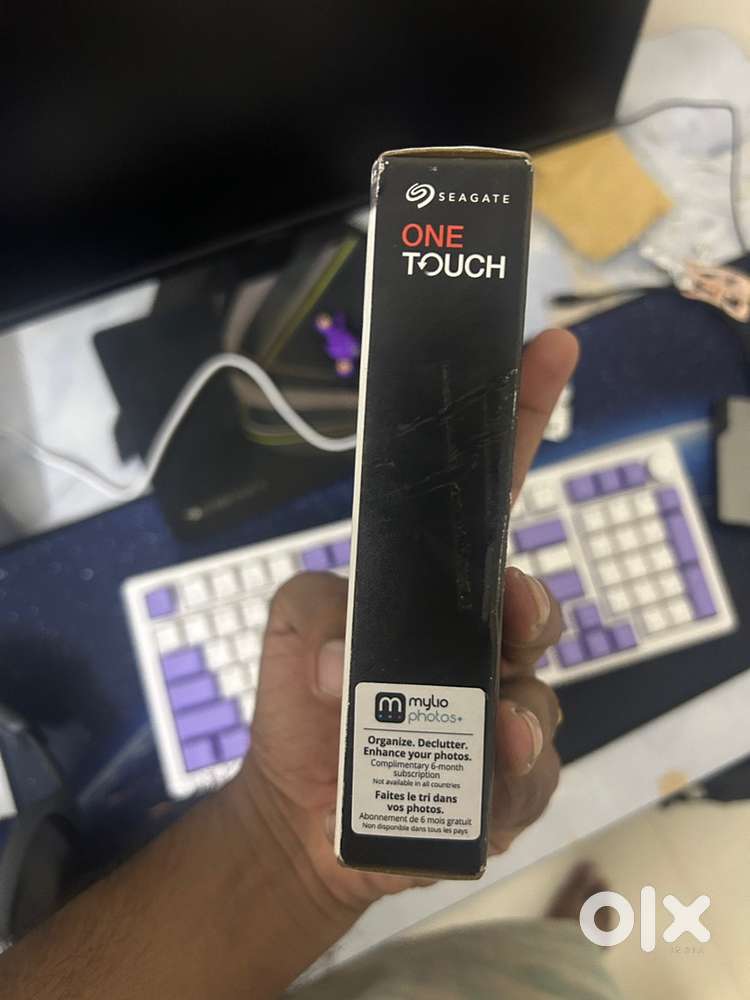 SEAGATE
ONE
TOUCH
m mylio
photos+
Organize. Declutter.
Enhance your photos.
Complimentary 6-month
subscription
Not available in all countries
Faites le tri dans
vos photos.
Abonnement de 6 mois gratuit
Non disponible dans tous les pays
olx